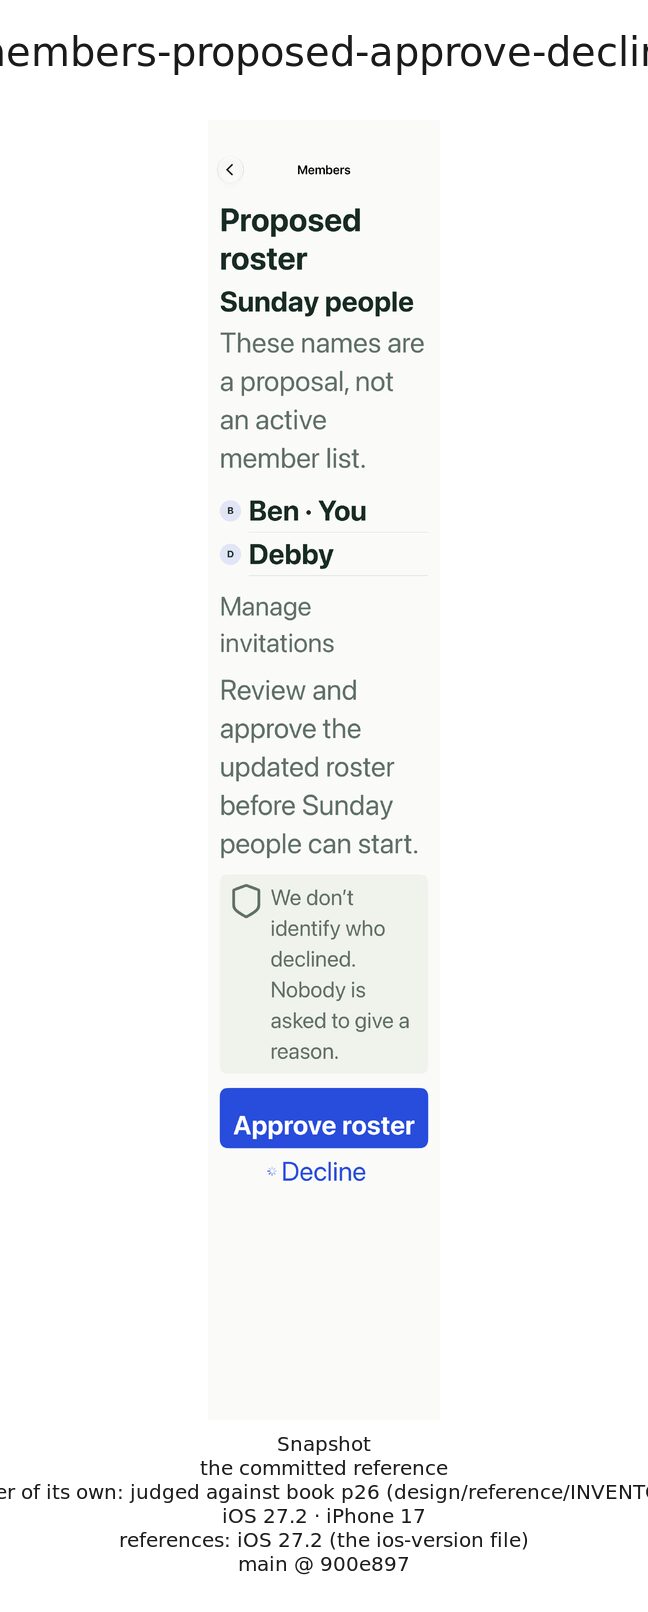 embers-proposed-approve-declin
Members
Proposed
roster
Sunday people
These names are
a proposal, not
an active
member list.
B Ben · You
D Debby
Manage
invitations
Review and
approve the
updated roster
before Sunday
people can start.
We don’t
identify who
declined.
Nobody is
asked to give a
reason.
Approve roster
Decline
Snapshot
the committed reference
er of its own: judged against book p26 (design/reference/INVENTO
iOS 27.2 · iPhone 17
references: iOS 27.2 (the ios-version file)
main @ 900e897